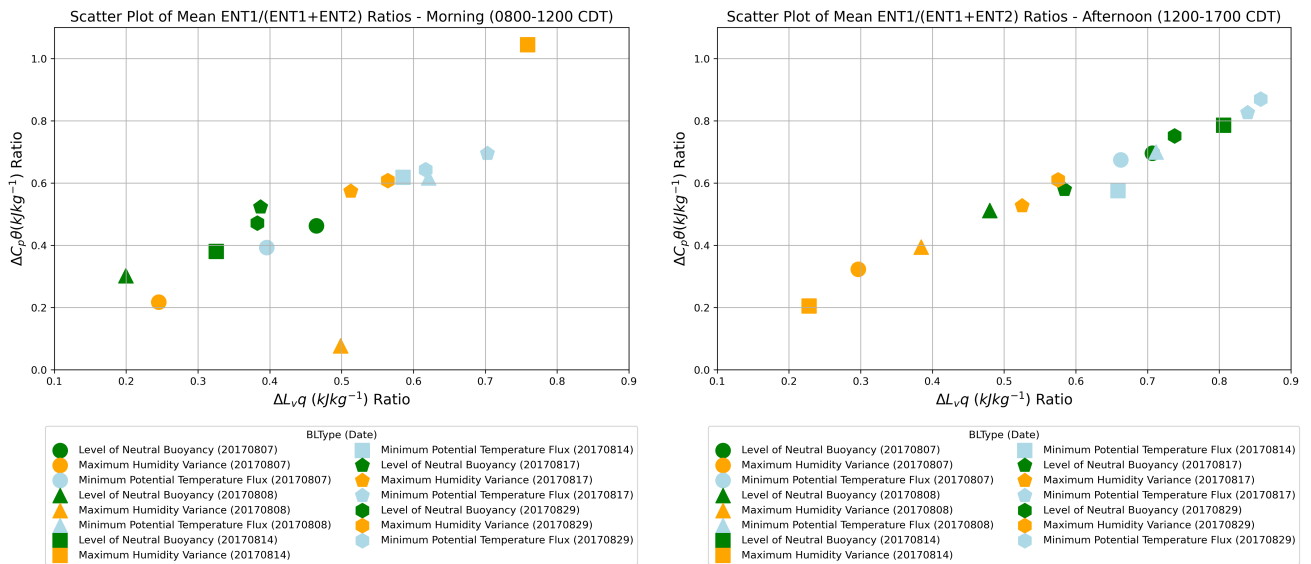 Scatter Plot of Mean ENT1/(ENT1+ENT2) Ratios - Morning (0800-1200 CDT)
1.0
0.8
0.6
0.4
0.2
0.0
ΔC_pθ(kJkg^{-1}) Ratio
0.1 0.2 0.3 0.4 0.5 0.6 0.7 0.8 0.9
ΔL_vq (kJkg^{-1}) Ratio
BLType (Date)
Level of Neutral Buoyancy (20170807)
Maximum Humidity Variance (20170807)
Minimum Potential Temperature Flux (20170807)
Level of Neutral Buoyancy (20170808)
Maximum Humidity Variance (20170808)
Minimum Potential Temperature Flux (20170808)
Level of Neutral Buoyancy (20170814)
Maximum Humidity Variance (20170814)
Minimum Potential Temperature Flux (20170814)
Level of Neutral Buoyancy (20170817)
Maximum Humidity Variance (20170817)
Minimum Potential Temperature Flux (20170817)
Level of Neutral Buoyancy (20170829)
Maximum Humidity Variance (20170829)
Minimum Potential Temperature Flux (20170829)
Scatter Plot of Mean ENT1/(ENT1+ENT2) Ratios - Afternoon (1200-1700 CDT)
1.0
0.8
0.6
0.4
0.2
0.0
ΔC_pθ(kJkg^{-1}) Ratio
0.1 0.2 0.3 0.4 0.5 0.6 0.7 0.8 0.9
ΔL_vq (kJkg^{-1}) Ratio
BLType (Date)
Level of Neutral Buoyancy (20170807)
Maximum Humidity Variance (20170807)
Minimum Potential Temperature Flux (20170807)
Level of Neutral Buoyancy (20170808)
Maximum Humidity Variance (20170808)
Minimum Potential Temperature Flux (20170808)
Level of Neutral Buoyancy (20170814)
Maximum Humidity Variance (20170814)
Minimum Potential Temperature Flux (20170814)
Level of Neutral Buoyancy (20170817)
Maximum Humidity Variance (20170817)
Minimum Potential Temperature Flux (20170817)
Level of Neutral Buoyancy (20170829)
Maximum Humidity Variance (20170829)
Minimum Potential Temperature Flux (20170829)